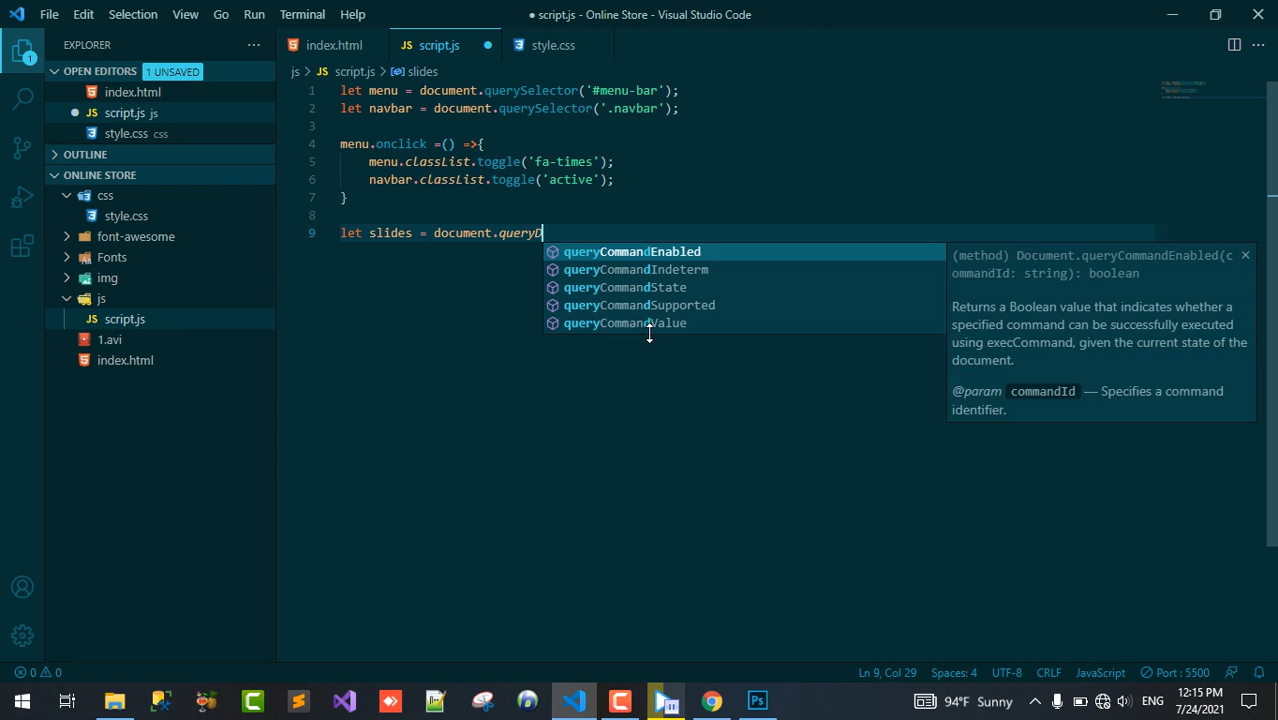 File Edit Selection View Go Run Terminal Help
● script.js - Online Store - Visual Studio Code
EXPLORER
index.html
JS script.js
style.css
OPEN EDITORS 1 UNSAVED
index.html
JS script.js js
style.css css
OUTLINE
ONLINE STORE
css
style.css
font-awesome
Fonts
img
js
JS script.js
1.avi
index.html
1
js > JS script.js > slides
1 let menu = document.querySelector('#menu-bar');
2 let navbar = document.querySelector('.navbar');
3
4 menu.onclick =() =>{
5 menu.classList.toggle('fa-times');
6 navbar.classList.toggle('active');
7 }
8
9 let slides = document.queryD
queryCommandEnabled
queryCommandIndeterm
queryCommandState
queryCommandSupported
queryCommandValue
(method) Document.queryCommandEnabled(c
ommandId: string): boolean
Returns a Boolean value that indicates whether a
specified command can be successfully executed
using execCommand, given the current state of the
document.
@param commandId — Specifies a command
identifier.
0 0
Ln 9, Col 29 Spaces: 4 UTF-8 CRLF JavaScript Port : 5500
Ps
94°F Sunny
ENG
12:15 PM
7/24/2021